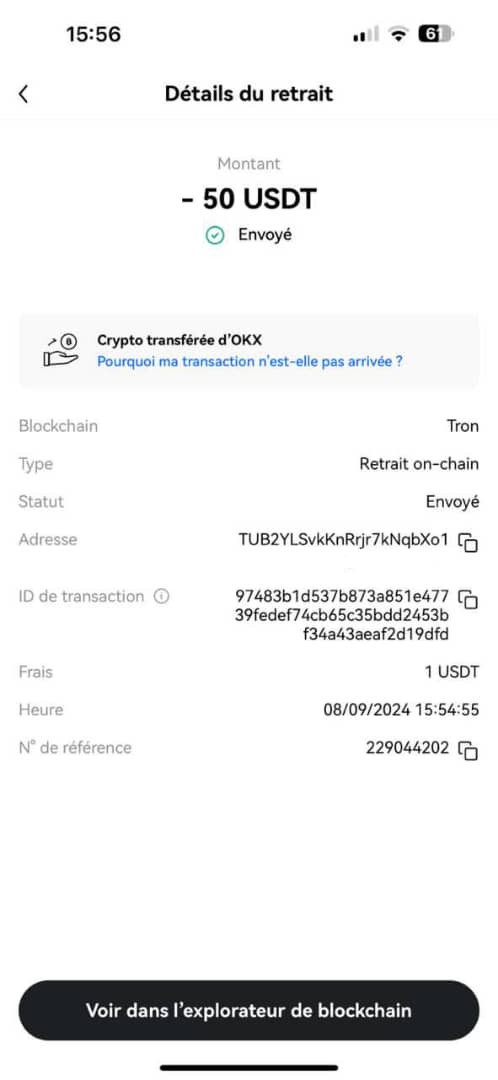 15:56
61
Détails du retrait
Montant
- 50 USDT
Envoyé
Crypto transférée d'OKX
Pourquoi ma transaction n'est-elle pas arrivée ?
Blockchain Tron
Type Retrait on-chain
Statut Envoyé
Adresse TUB2YLSvkKnRrjr7kNqbXo1
ID de transaction 97483b1d537b873a851e477
39fedef74cb65c35bdd2453b
f34a43aeaf2d19dfd
Frais 1 USDT
Heure 08/09/2024 15:54:55
N° de référence 229044202
Voir dans l'explorateur de blockchain